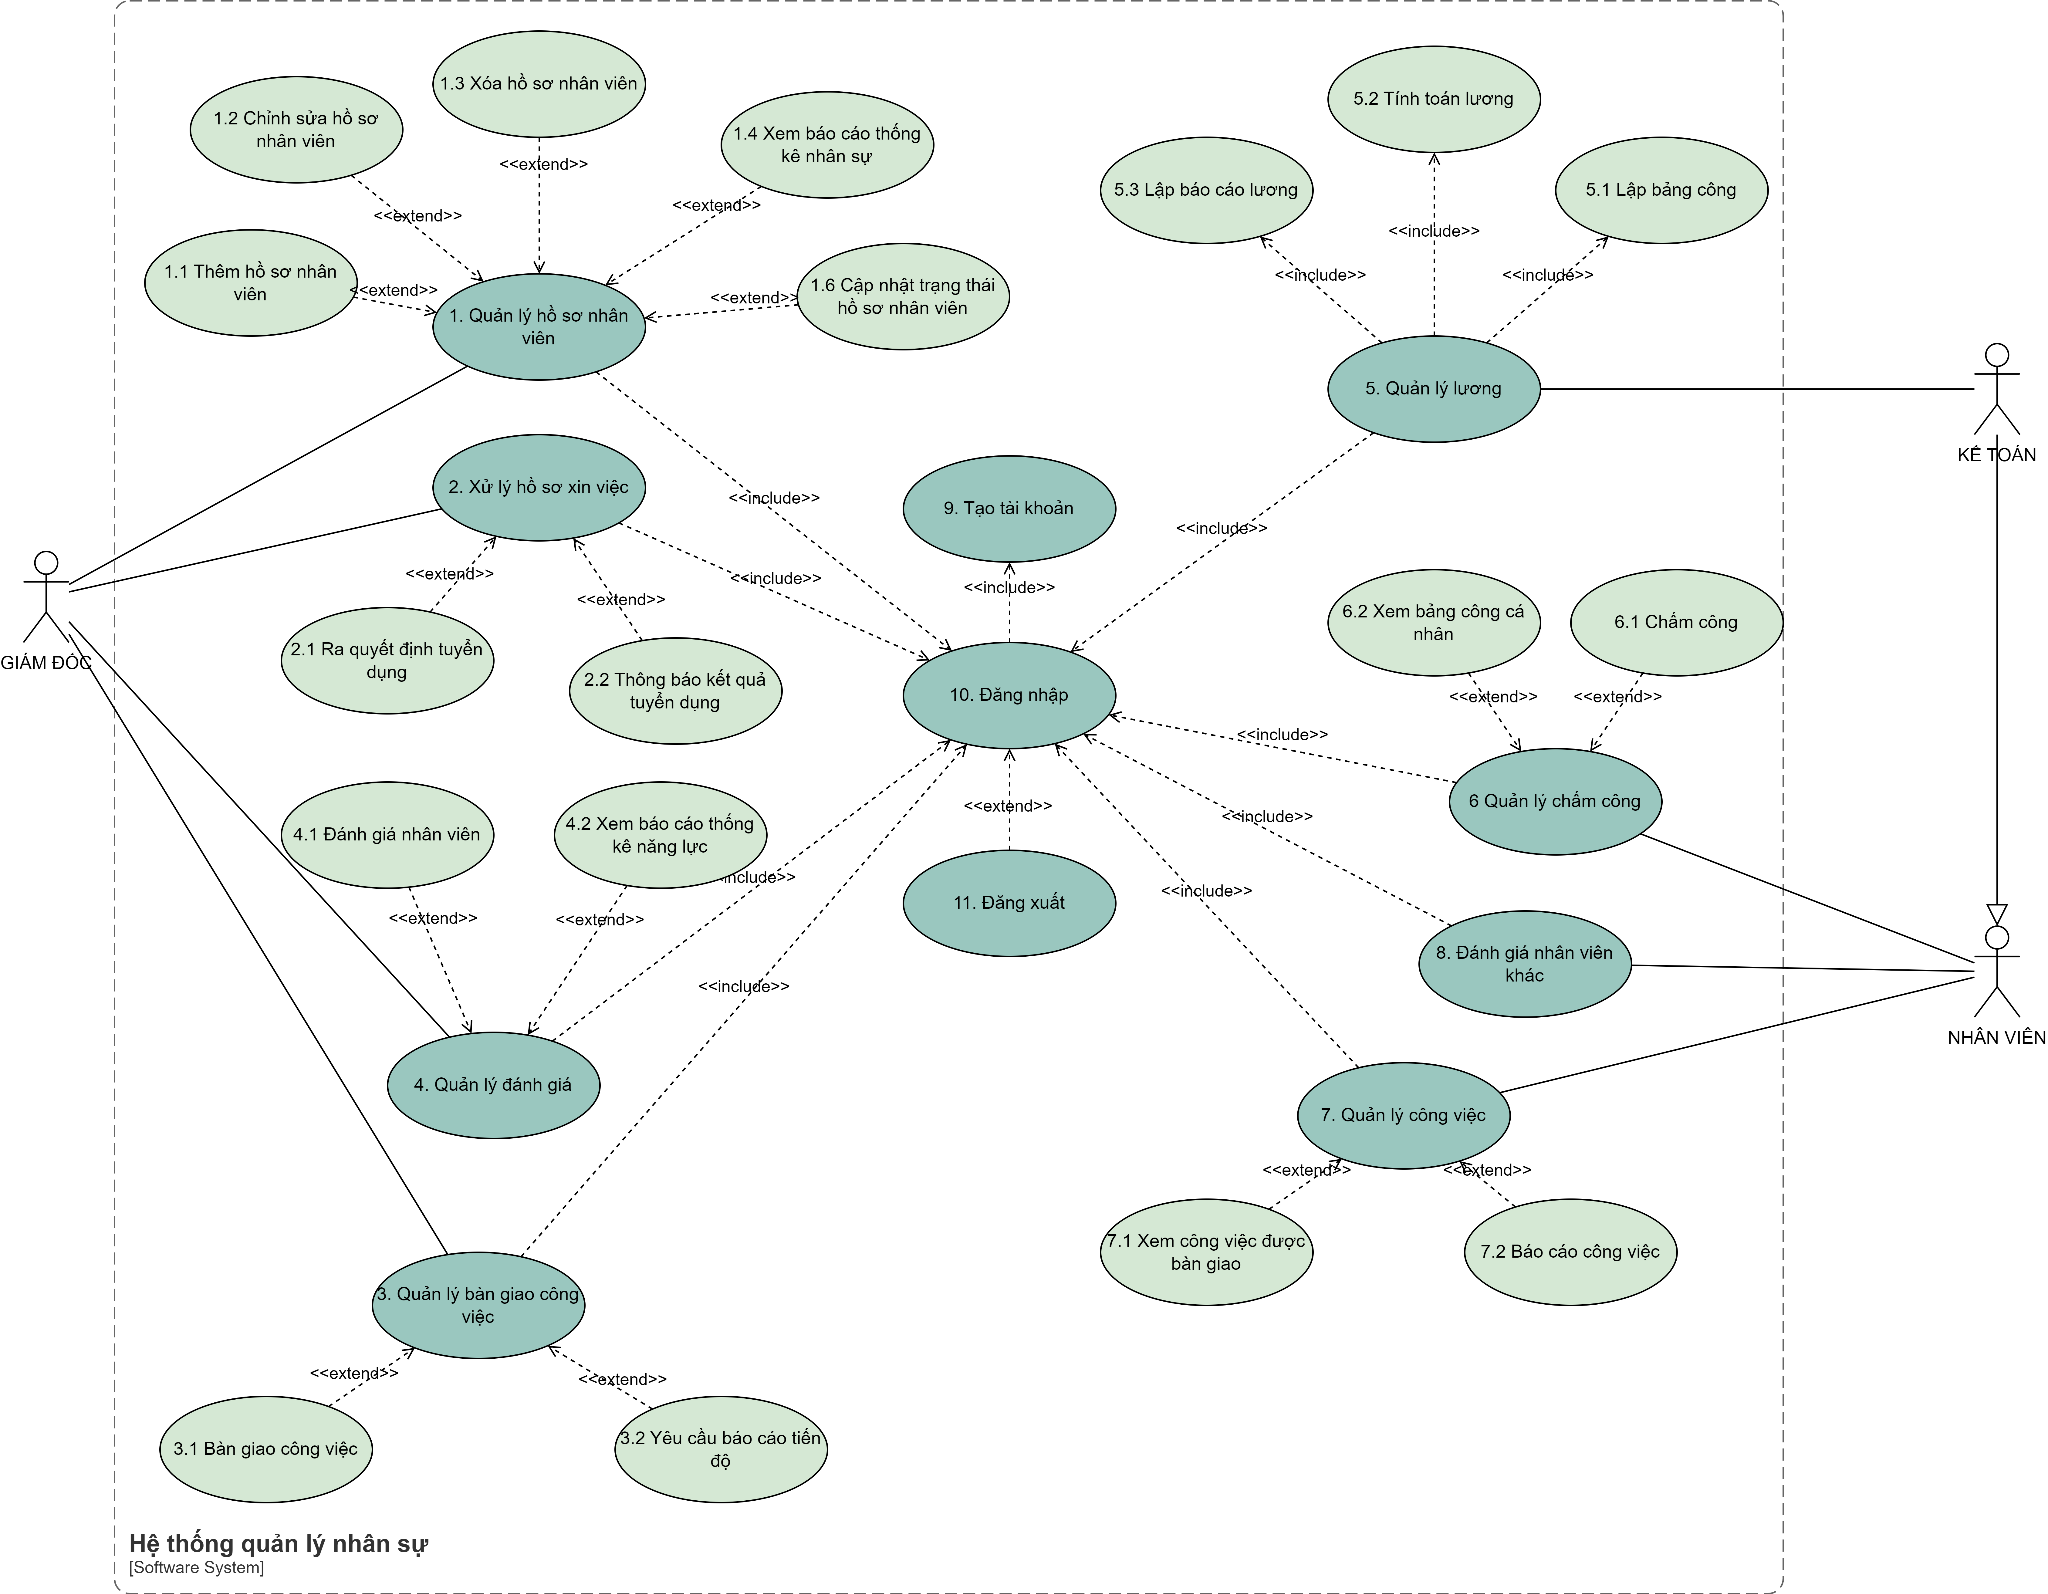 1.3 Xóa hồ sơ nhân viên
5.2 Tính toán lương
1.2 Chỉnh sửa hồ sơ
nhân viên
1.4 Xem báo cáo thống
kê nhân sự
<<extend>>
5.3 Lập báo cáo lương
5.1 Lập bảng công
<<extend>>
<<extend>>
<<include>>
1.1 Thêm hồ sơ nhân
viên
<<extend>>
<<extend>>
1.6 Cập nhật trạng thái
hồ sơ nhân viên
<<include>>
<<include>>
1. Quản lý hồ sơ nhân
viên
5. Quản lý lương
KẾ TOÁN
2. Xử lý hồ sơ xin việc
<<include>>
9. Tạo tài khoản
<<include>>
<<extend>>
<<include>>
<<include>>
<<extend>>
6.2 Xem bảng công cá
nhân
6.1 Chấm công
GIÁM ĐỐC
2.1 Ra quyết định tuyển
dụng
2.2 Thông báo kết quả
tuyển dụng
10. Đăng nhập
<<extend>>
<<extend>>
<<include>>
6 Quản lý chấm công
<<extend>>
<<include>>
4.1 Đánh giá nhân viên
4.2 Xem báo cáo thống
kê năng lực
include>>
<<include>>
11. Đăng xuất
<<extend>>
<<extend>>
8. Đánh giá nhân viên
khác
<<include>>
NHÂN VIÊN
4. Quản lý đánh giá
7. Quản lý công việc
<<extend>>
<<extend>>
7.1 Xem công việc được
bàn giao
7.2 Báo cáo công việc
3. Quản lý bàn giao công
việc
<<extend>>
<<extend>>
3.1 Bàn giao công việc
3.2 Yêu cầu báo cáo tiến
độ
Hệ thống quản lý nhân sự
[Software System]